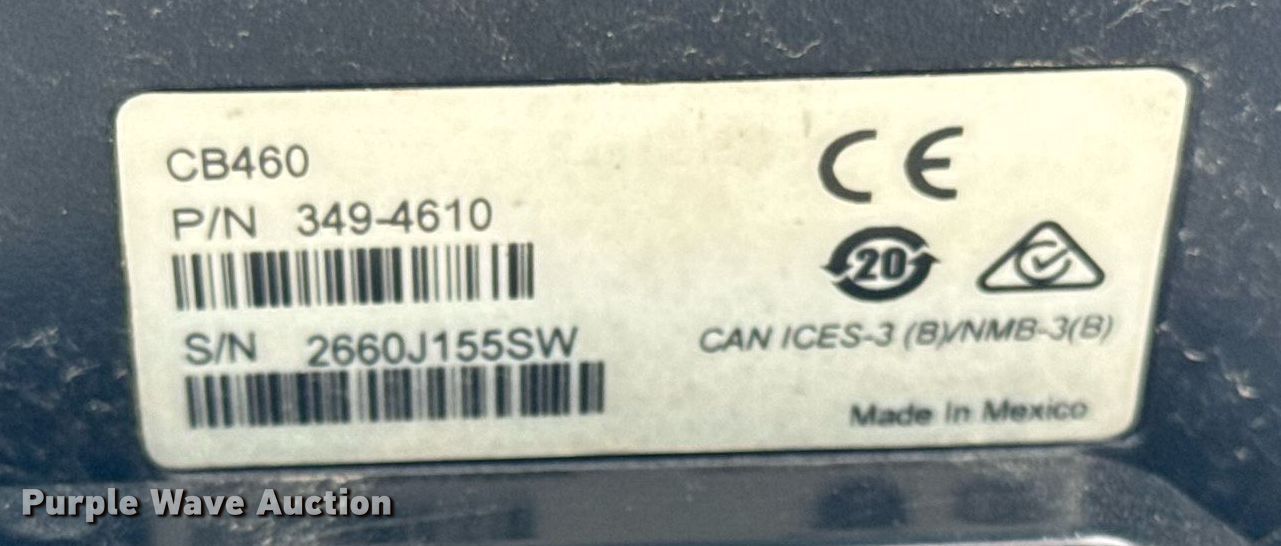 CB460
P/N 349-4610
S/N 2660J155SW
CE
20
CAN ICES-3 (B)/NMB-3(B)
Made In Mexico
Purple Wave Auction